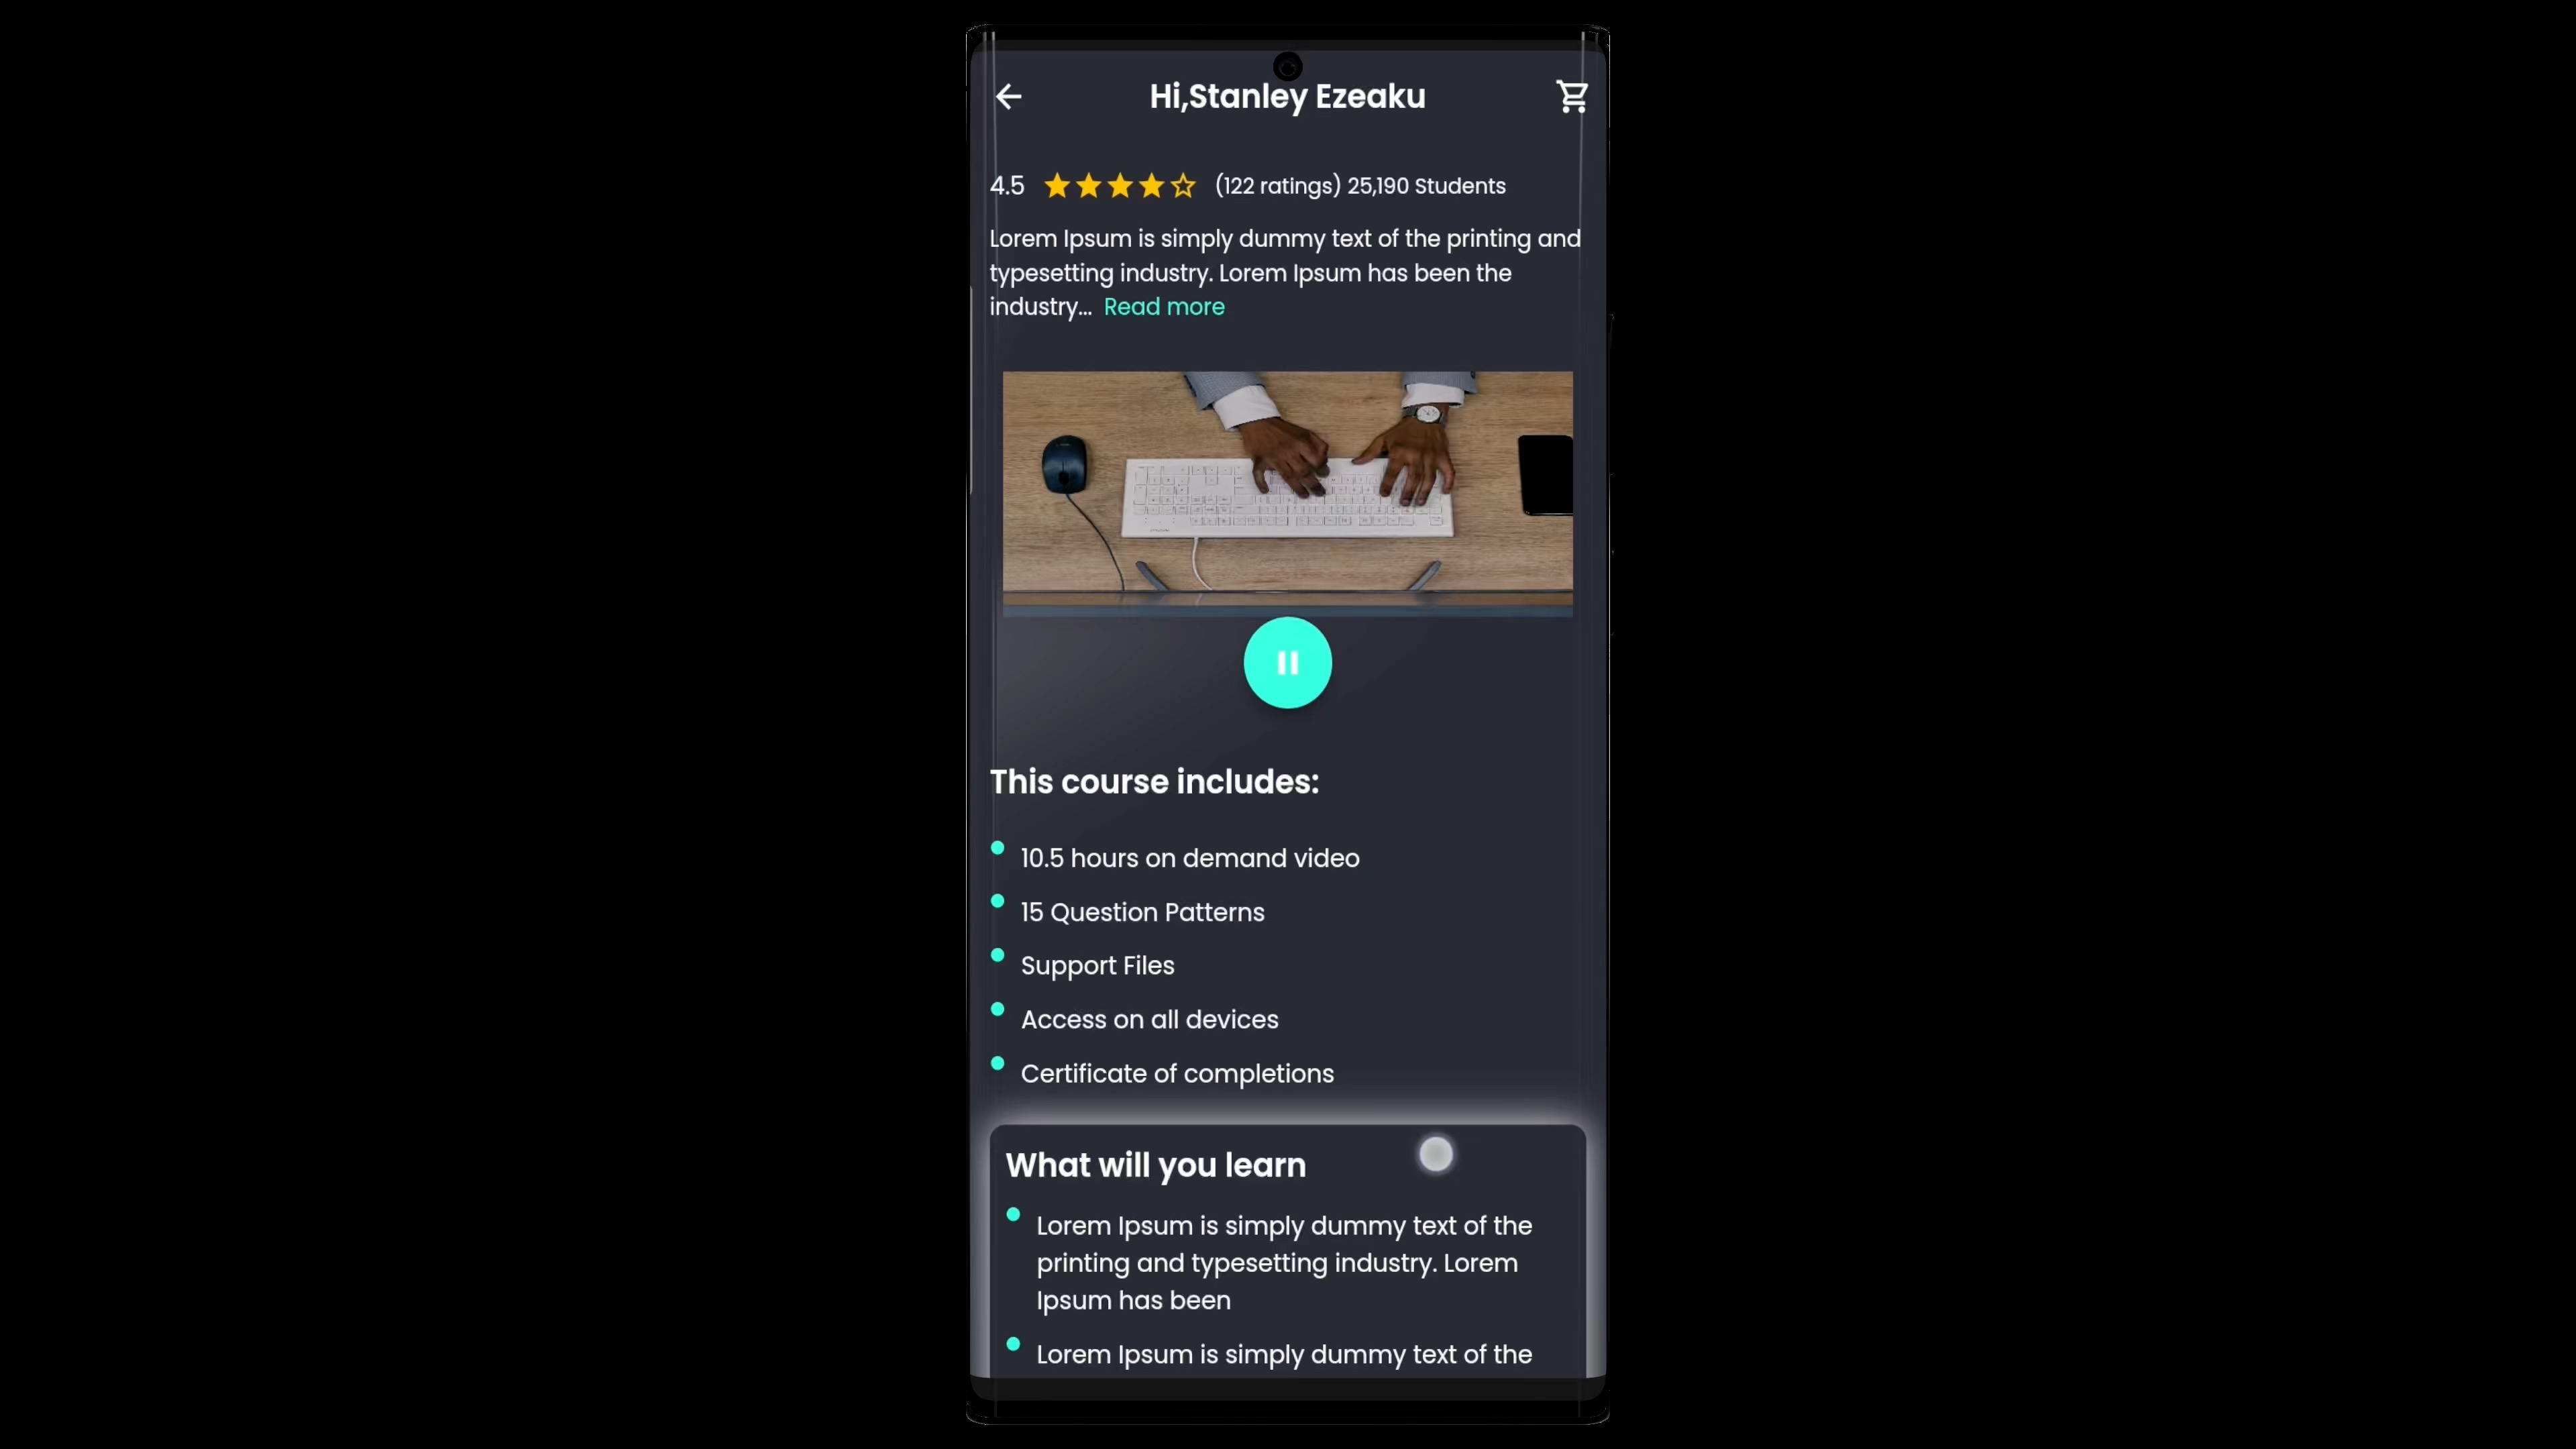 Hi,Stanley Ezeaku
4.5 (122 ratings) 25,190 Students
Lorem Ipsum is simply dummy text of the printing and
typesetting industry. Lorem Ipsum has been the
industry... Read more
This course includes:
10.5 hours on demand video
15 Question Patterns
Support Files
Access on all devices
Certificate of completions
What will you learn
Lorem Ipsum is simply dummy text of the
printing and typesetting industry. Lorem
Ipsum has been
Lorem Ipsum is simply dummy text of the